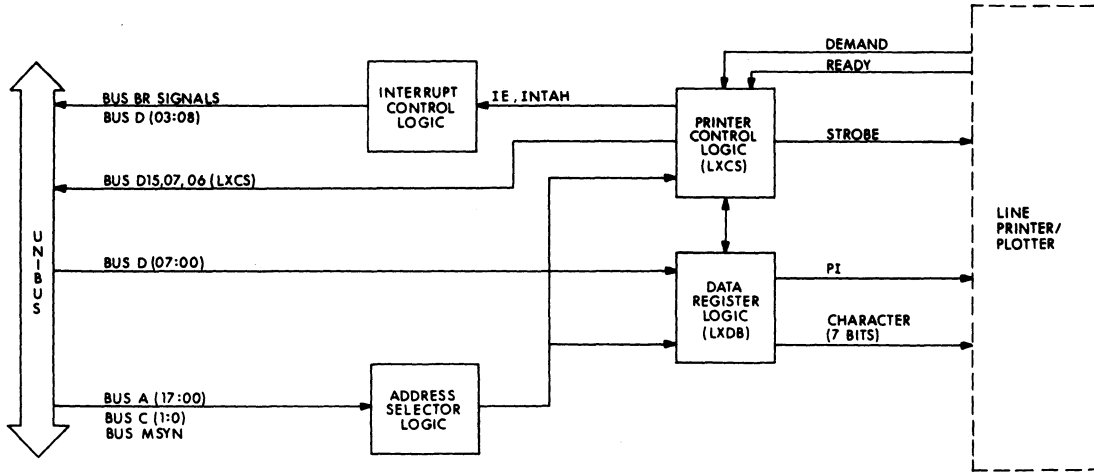 DEMAND
READY
BUS BR SIGNALS
BUS D (03:08)
INTERRUPT
CONTROL
LOGIC
IE, INTAH
PRINTER
CONTROL
LOGIC
(LXCS)
STROBE
BUS D15,07,06 (LXCS)
LINE
PRINTER/
PLOTTER
UNIBUS
BUS D (07:00)
DATA
REGISTER
LOGIC
(LXDB)
PI
CHARACTER
(7 BITS)
BUS A (17:00)
BUS C (1:0)
BUS MSYN
ADDRESS
SELECTOR
LOGIC